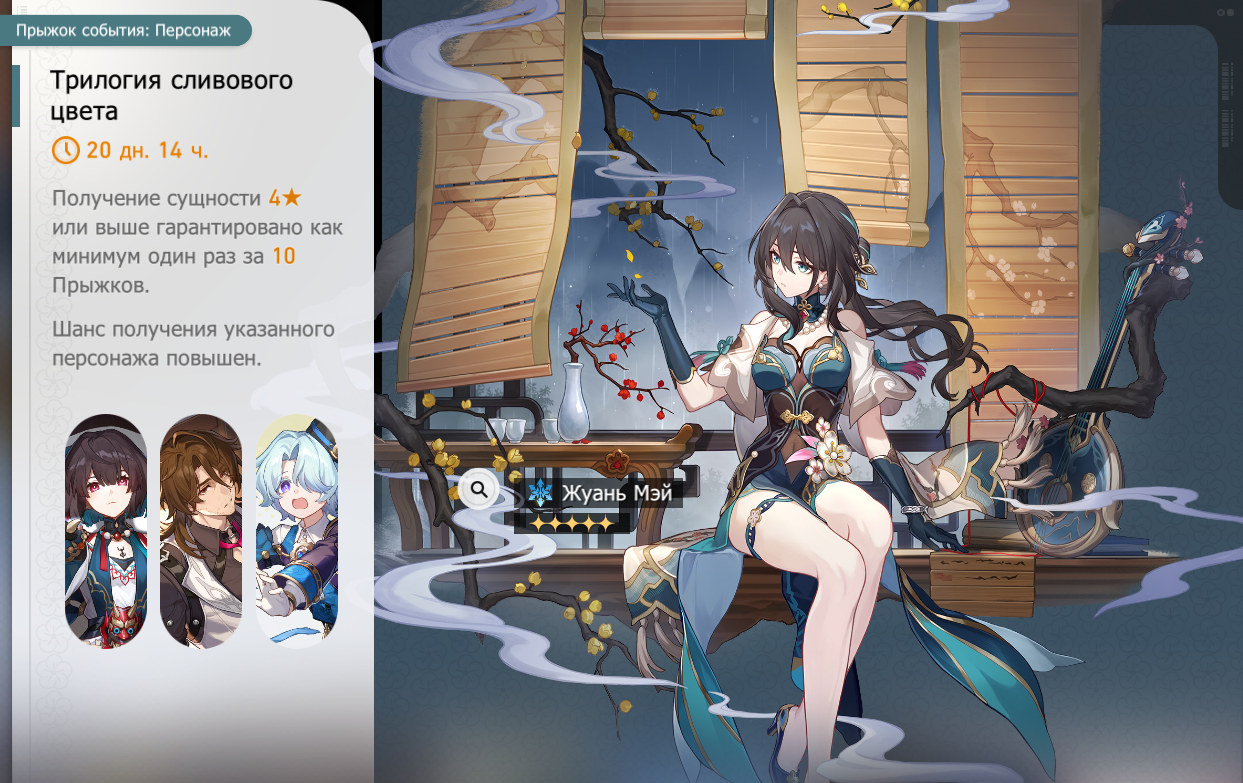 Прыжок события: Персонаж
Трилогия сливового
цвета
20 дн. 14 ч.
Получение сущности 4★
или выше гарантировано как
минимум один раз за 10
Прыжков.
Шанс получения указанного
персонажа повышен.
Жуань Мэй